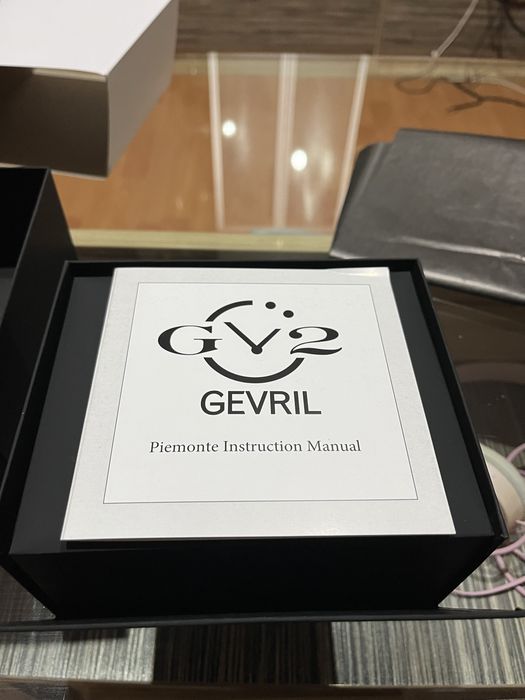 GV2
GEVRIL
Piemonte Instruction Manual